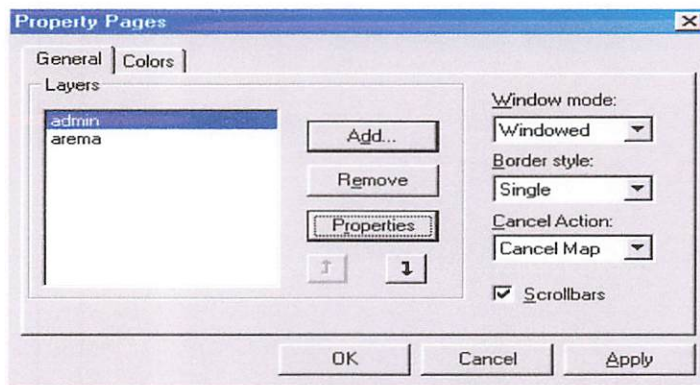 Property Pages
General
Colors
Layers
admin
arema
Add...
Remove
Properties
Window mode:
Windowed
Border style:
Single
Cancel Action:
Cancel Map
Scrollbars
OK
Cancel
Apply